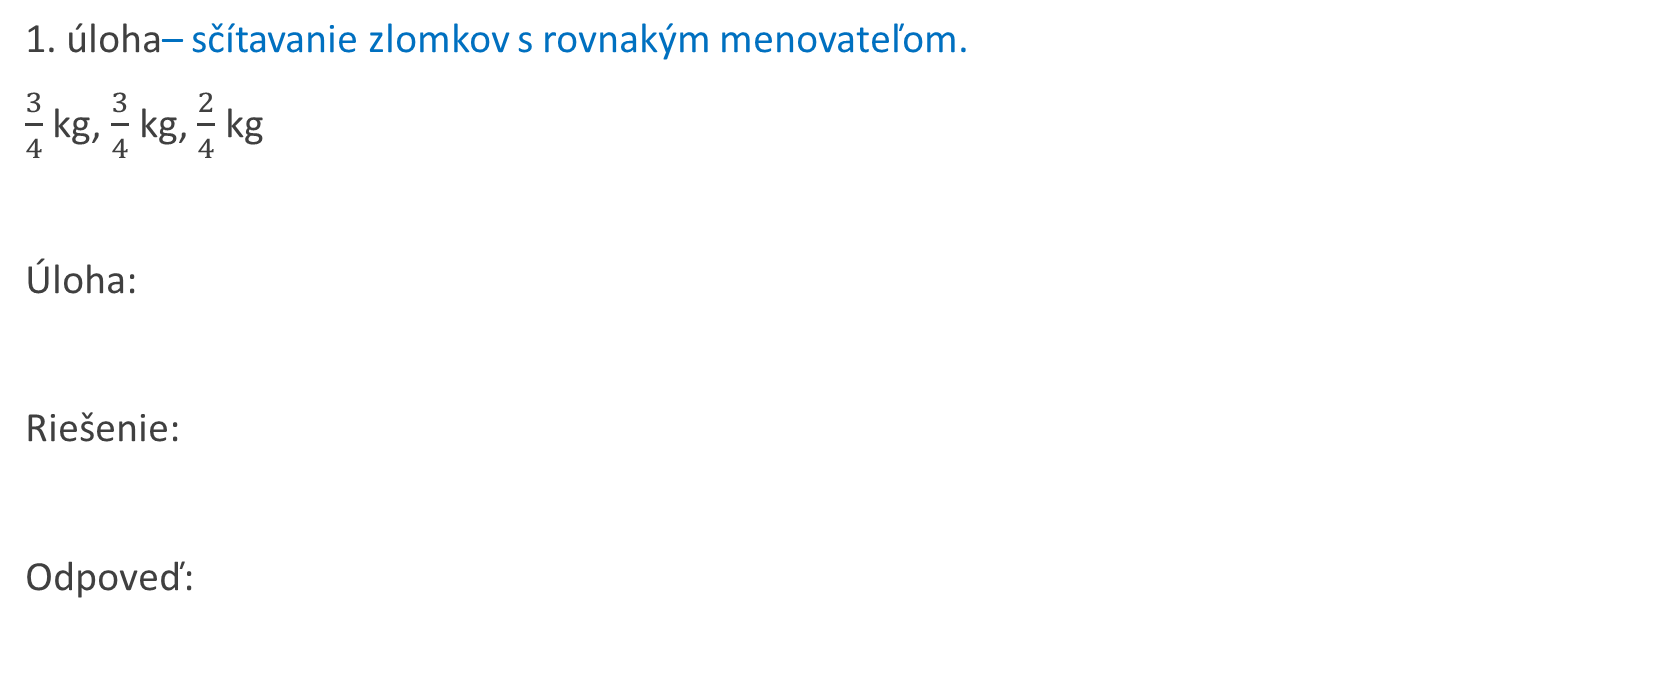 1. úloha– sčítavanie zlomkov s rovnakým menovateľom.
3/4 kg, 3/4 kg, 2/4 kg
Úloha:
Riešenie:
Odpoveď: